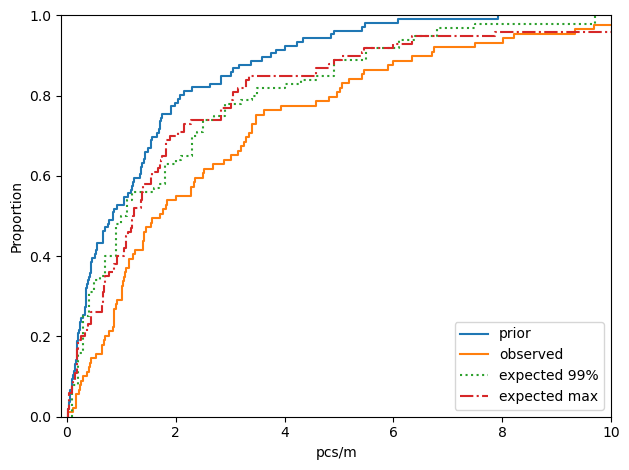 1.0
0.8
0.6
0.4
0.2
0.0
Proportion
0
2
4
6
8
10
pcs/m
prior
observed
expected 99%
expected max